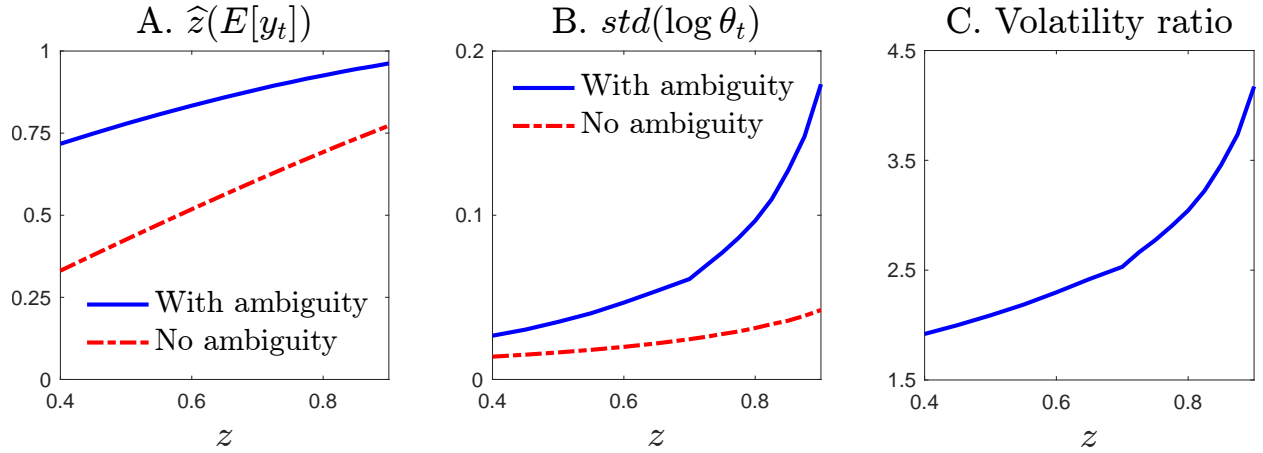 A. ẑ(E[y_t])
1
0.75
0.5
0.25
0
0.4
0.6
0.8
z
With ambiguity
No ambiguity
B. std(log θ_t)
0.2
0.1
0
0.4
0.6
0.8
z
With ambiguity
No ambiguity
C. Volatility ratio
4.5
3.5
2.5
1.5
0.4
0.6
0.8
z